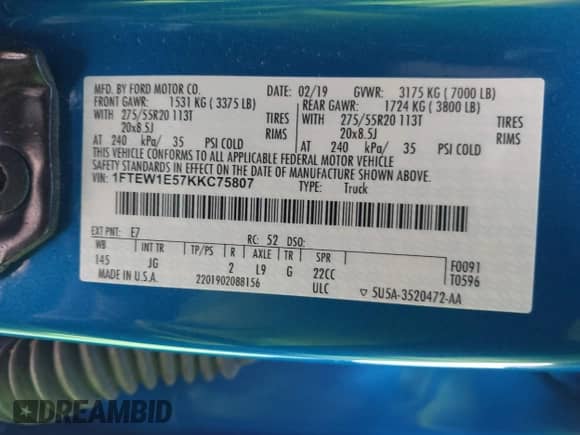 MFD. BY FORD MOTOR CO.
DATE: 02/19 GVWR: 3175 KG ( 7000 LB)
FRONT GAWR: 1531 KG ( 3375 LB) REAR GAWR: 1724 KG ( 3800 LB)
WITH 275/55R20 113T TIRES WITH 275/55R20 113T TIRES
20x8.5J RIMS 20x8.5J RIMS
AT 240 kPa/ 35 PSI COLD AT 240 kPa/ 35 PSI COLD
THIS VEHICLE CONFORMS TO ALL APPLICABLE FEDERAL MOTOR VEHICLE
SAFETY STANDARDS IN EFFECT ON THE DATE OF MANUFACTURE SHOWN ABOVE.
VIN: 1FTEW1E57KKC75807 TYPE: Truck
EXT PNT: E7 RC: 52 DSO:
WB INT TR TP/PS R AXLE TR SPR
145 JG 2 L9 G 22CC
MADE IN U.S.A. 2201902088156 ULC
F0091
T0596
▽ 5U5A-3520472-AA
DREAMBID